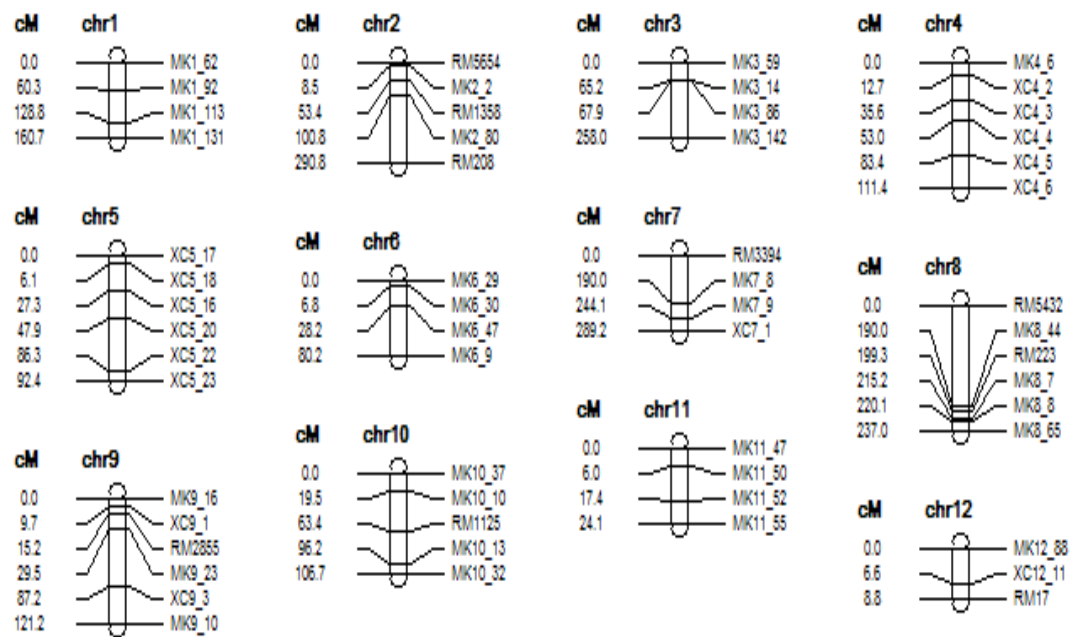 cM chr1
0.0 MK1_62
60.3 MK1_92
128.8 MK1_113
160.7 MK1_131
cM chr2
0.0 RM5654
8.5 MK2_2
53.4 RM1358
100.8 MK2_80
290.8 RM208
cM chr3
0.0 MK3_59
65.2 MK3_14
67.9 MK3_86
258.0 MK3_142
cM chr4
0.0 MK4_6
12.7 XC4_2
35.6 XC4_3
53.0 XC4_4
83.4 XC4_5
111.4 XC4_6
cM chr5
0.0 XC5_17
6.1 XC5_18
27.3 XC5_16
47.9 XC5_20
86.3 XC5_22
92.4 XC5_23
cM chr6
0.0 MK6_29
6.8 MK6_30
28.2 MK6_47
80.2 MK6_9
cM chr7
0.0 RM3394
190.0 MK7_8
244.1 MK7_9
289.2 XC7_1
cM chr8
0.0 RM5432
190.0 MK8_44
199.3 RM223
215.2 MK8_7
220.1 MK8_8
237.0 MK8_65
cM chr9
0.0 MK9_16
9.7 XC9_1
15.2 RM2855
29.5 MK9_23
87.2 XC9_3
121.2 MK9_10
cM chr10
0.0 MK10_37
19.5 MK10_10
63.4 RM1125
96.2 MK10_13
106.7 MK10_32
cM chr11
0.0 MK11_47
6.0 MK11_50
17.4 MK11_52
24.1 MK11_55
cM chr12
0.0 MK12_88
6.6 XC12_11
8.8 RM17